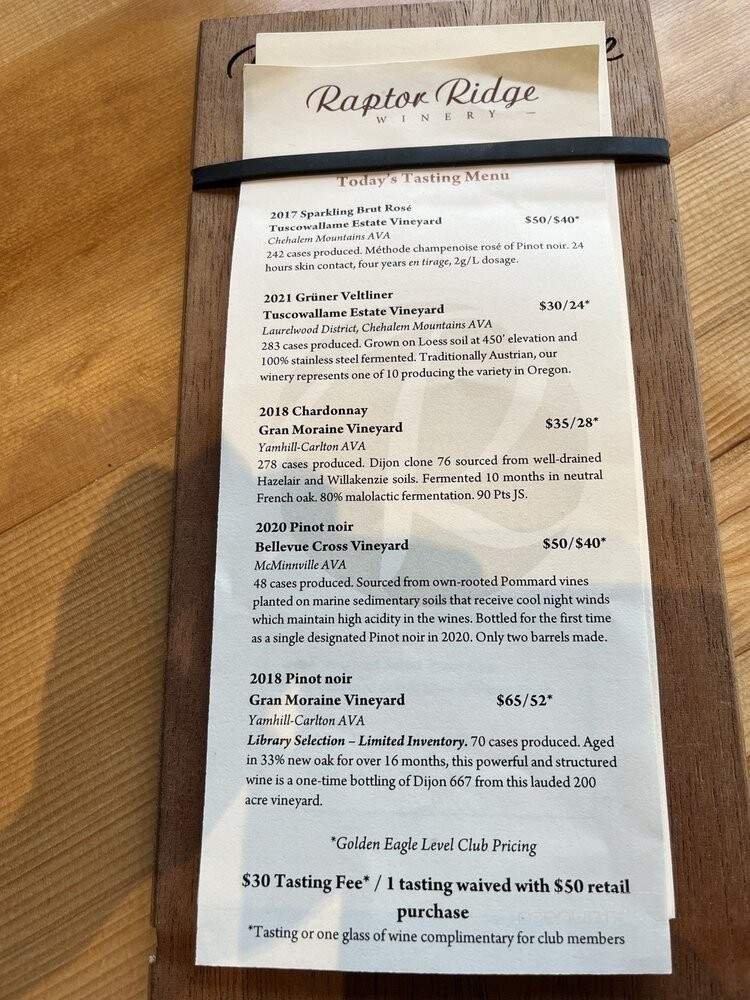 Raptor Ridge
WINERY
Today's Tasting Menu
2017 Sparkling Brut Rosé
Tuscowallame Estate Vineyard $50/$40*
Chehalem Mountains AVA
242 cases produced. Méthode champenoise rosé of Pinot noir. 24
hours skin contact, four years en tirage, 2g/L dosage.
2021 Grüner Veltliner
Tuscowallame Estate Vineyard $30/24*
Laurelwood District, Chehalem Mountains AVA
283 cases produced. Grown on Loess soil at 450' elevation and
100% stainless steel fermented. Traditionally Austrian, our
winery represents one of 10 producing the variety in Oregon.
2018 Chardonnay
Gran Moraine Vineyard $35/28*
Yamhill-Carlton AVA
278 cases produced. Dijon clone 76 sourced from well-drained
Hazelair and Willakenzie soils. Fermented 10 months in neutral
French oak. 80% malolactic fermentation. 90 Pts JS.
2020 Pinot noir
Bellevue Cross Vineyard $50/$40*
McMinnville AVA
48 cases produced. Sourced from own-rooted Pommard vines
planted on marine sedimentary soils that receive cool night winds
which maintain high acidity in the wines. Bottled for the first time
as a single designated Pinot noir in 2020. Only two barrels made.
2018 Pinot noir
Gran Moraine Vineyard $65/52*
Yamhill-Carlton AVA
Library Selection – Limited Inventory. 70 cases produced. Aged
in 33% new oak for over 16 months, this powerful and structured
wine is a one-time bottling of Dijon 667 from this lauded 200
acre vineyard.
*Golden Eagle Level Club Pricing
$30 Tasting Fee* / 1 tasting waived with $50 retail
purchase
*Tasting or one glass of wine complimentary for club members